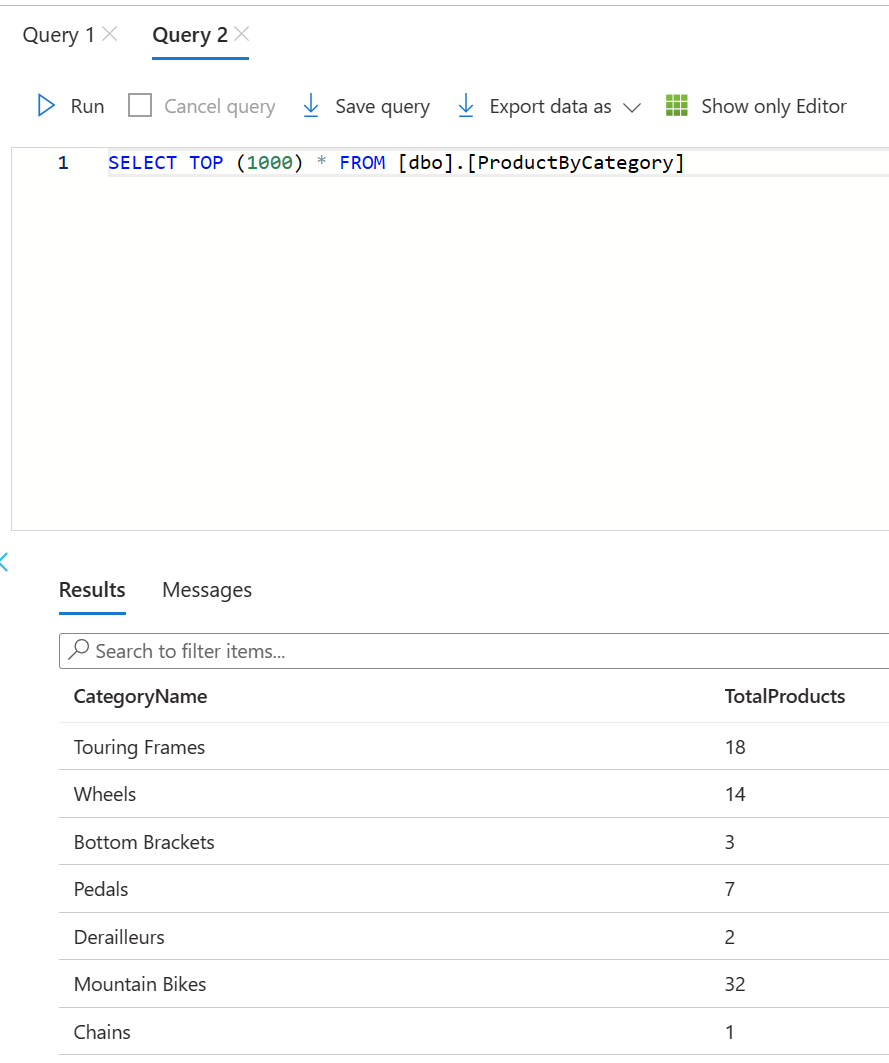 Query 1 Query 2
Run Cancel query Save query Export data as Show only Editor
1 SELECT TOP (1000) * FROM [dbo].[ProductByCategory]
Results Messages
Search to filter items...
CategoryName TotalProducts
Touring Frames 18
Wheels 14
Bottom Brackets 3
Pedals 7
Derailleurs 2
Mountain Bikes 32
Chains 1